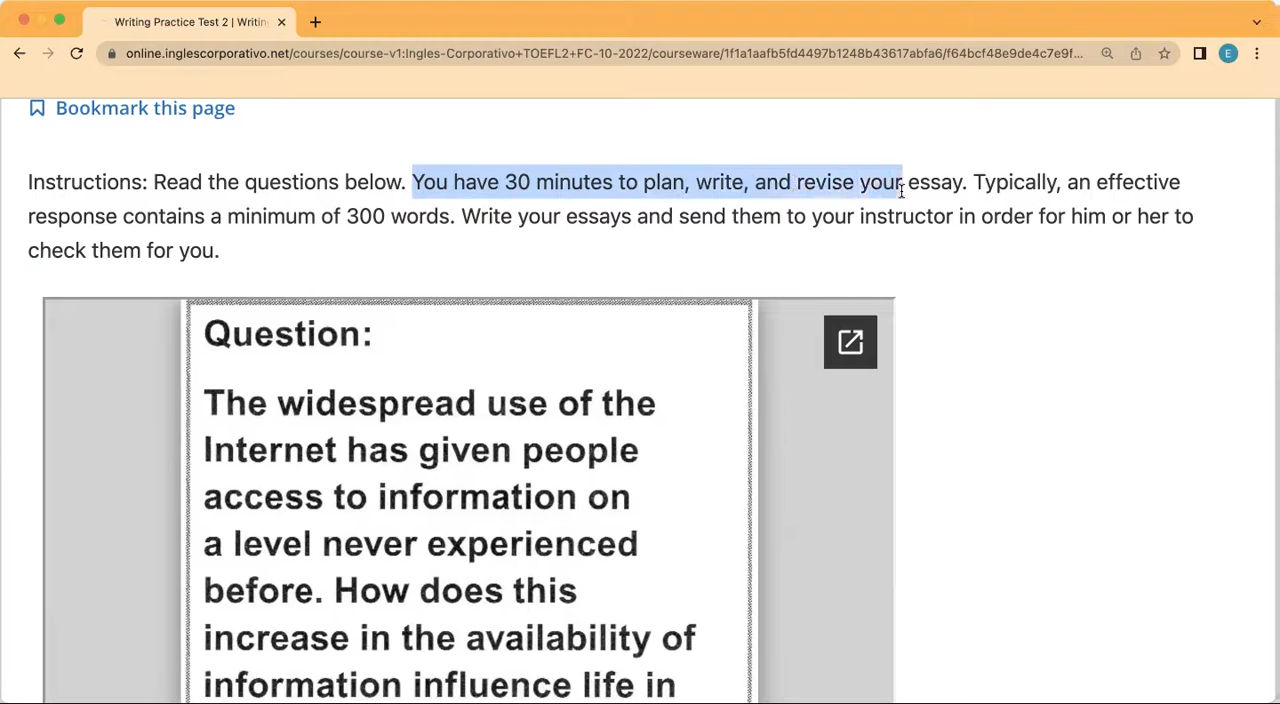 Writing Practice Test 2 | Writin
online.inglescorporativo.net/courses/course-v1:Ingles-Corporativo+TOEFL2+FC-10-2022/courseware/1f1a1aafb5fd4497b1248b43617abfa6/f64bcf48e9de4c7e9f...
E
Bookmark this page
Instructions: Read the questions below. You have 30 minutes to plan, write, and revise your essay. Typically, an effective
response contains a minimum of 300 words. Write your essays and send them to your instructor in order for him or her to
check them for you.
Question:
The widespread use of the
Internet has given people
access to information on
a level never experienced
before. How does this
increase in the availability of
information influence life in